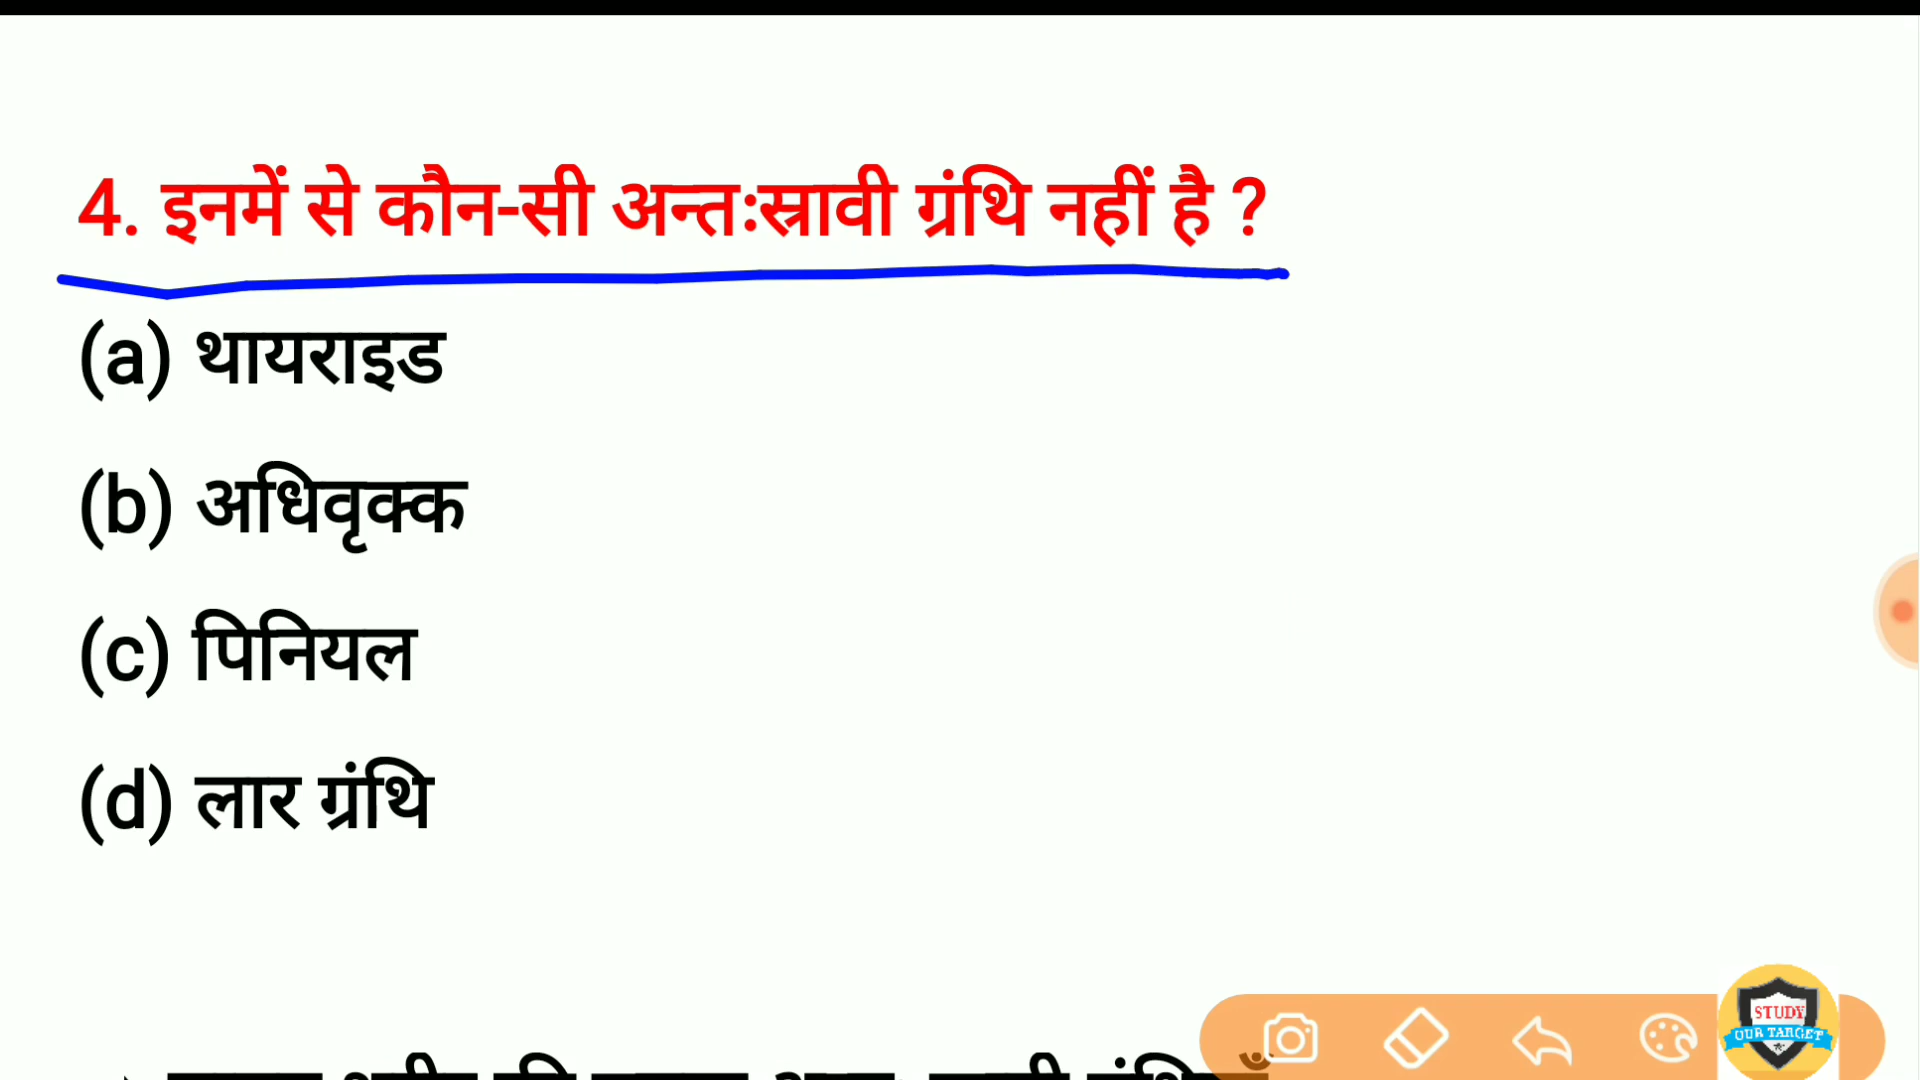 4. इनमें से कौन-सी अन्तःस्रावी ग्रंथि नहीं है ?
(a) थायराइड
(b) अधिवृक्क
(c) पिनियल
(d) लार ग्रंथि
STUDY
OUR TARGET